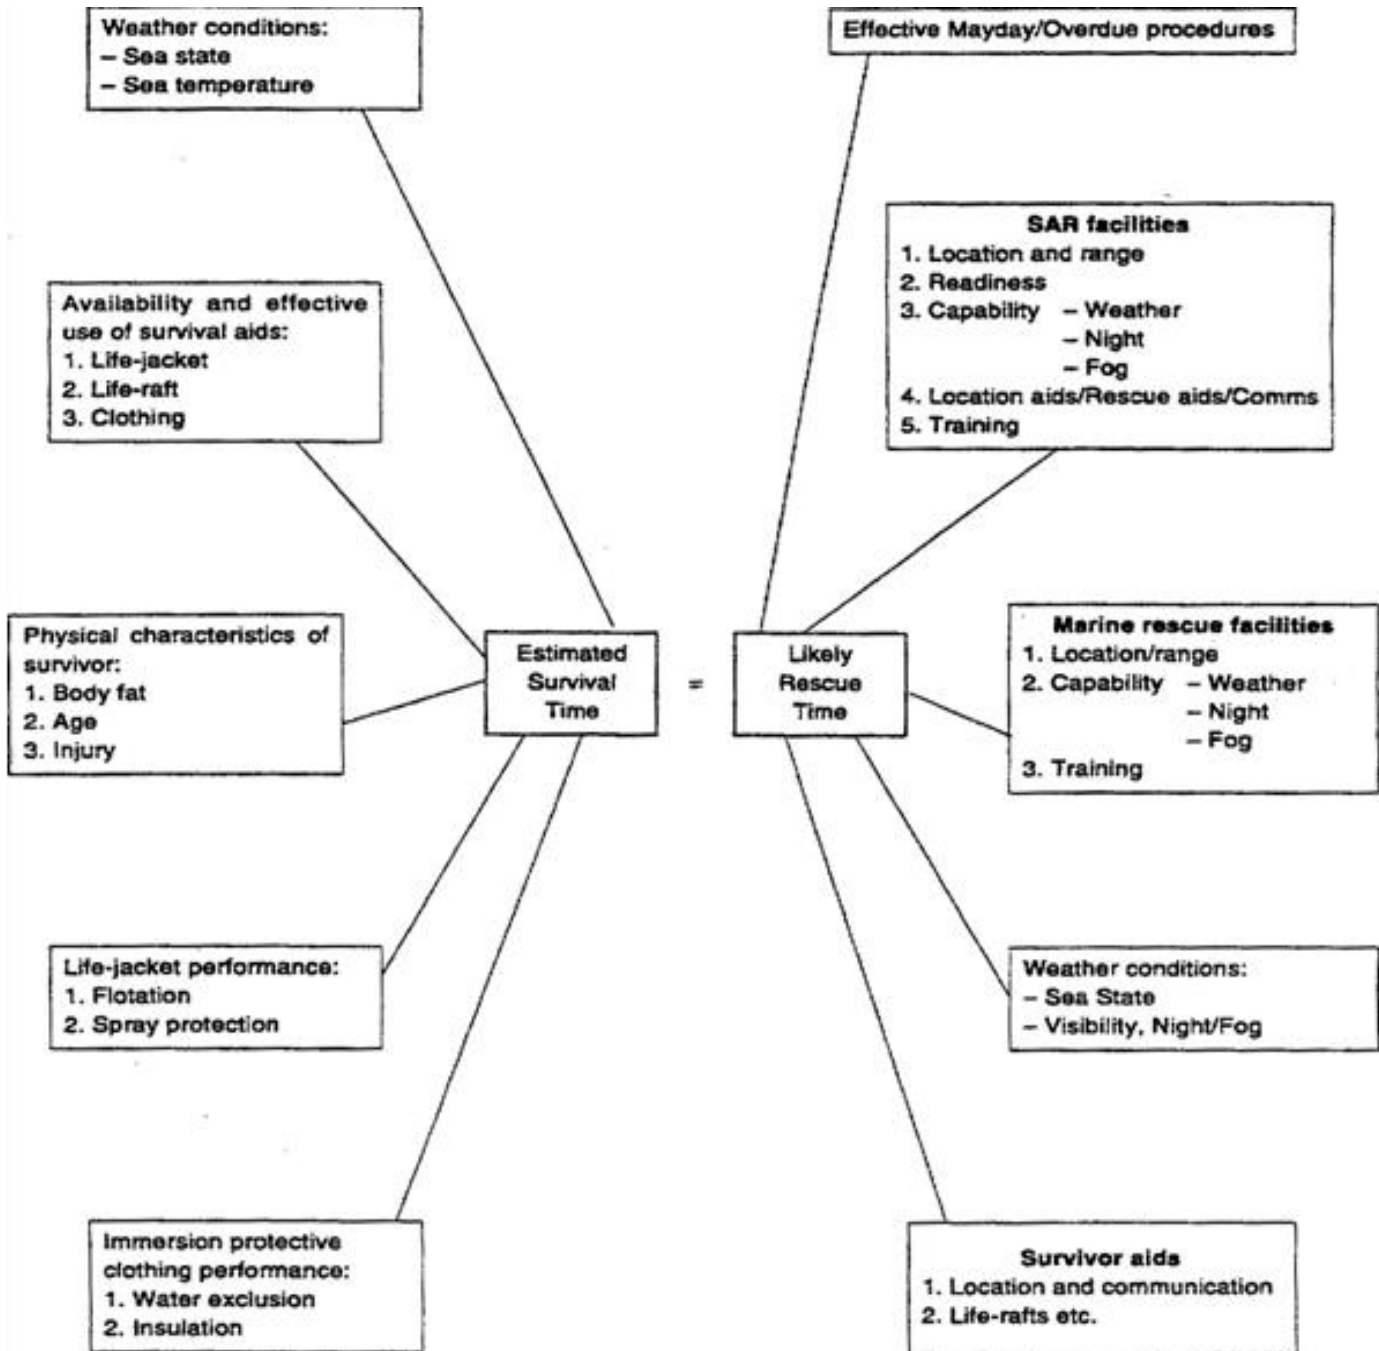 Weather conditions:
– Sea state
– Sea temperature
Effective Mayday/Overdue procedures
SAR facilities
1. Location and range
2. Readiness
3. Capability – Weather
– Night
– Fog
4. Location aids/Rescue aids/Comms
5. Training
Availability and effective
use of survival aids:
1. Life-jacket
2. Life-raft
3. Clothing
Physical characteristics of
survivor:
1. Body fat
2. Age
3. Injury
Estimated
Survival
Time
=
Likely
Rescue
Time
Marine rescue facilities
1. Location/range
2. Capability – Weather
– Night
– Fog
3. Training
Life-jacket performance:
1. Flotation
2. Spray protection
Weather conditions:
– Sea State
– Visibility, Night/Fog
Immersion protective
clothing performance:
1. Water exclusion
2. Insulation
Survivor aids
1. Location and communication
2. Life-rafts etc.